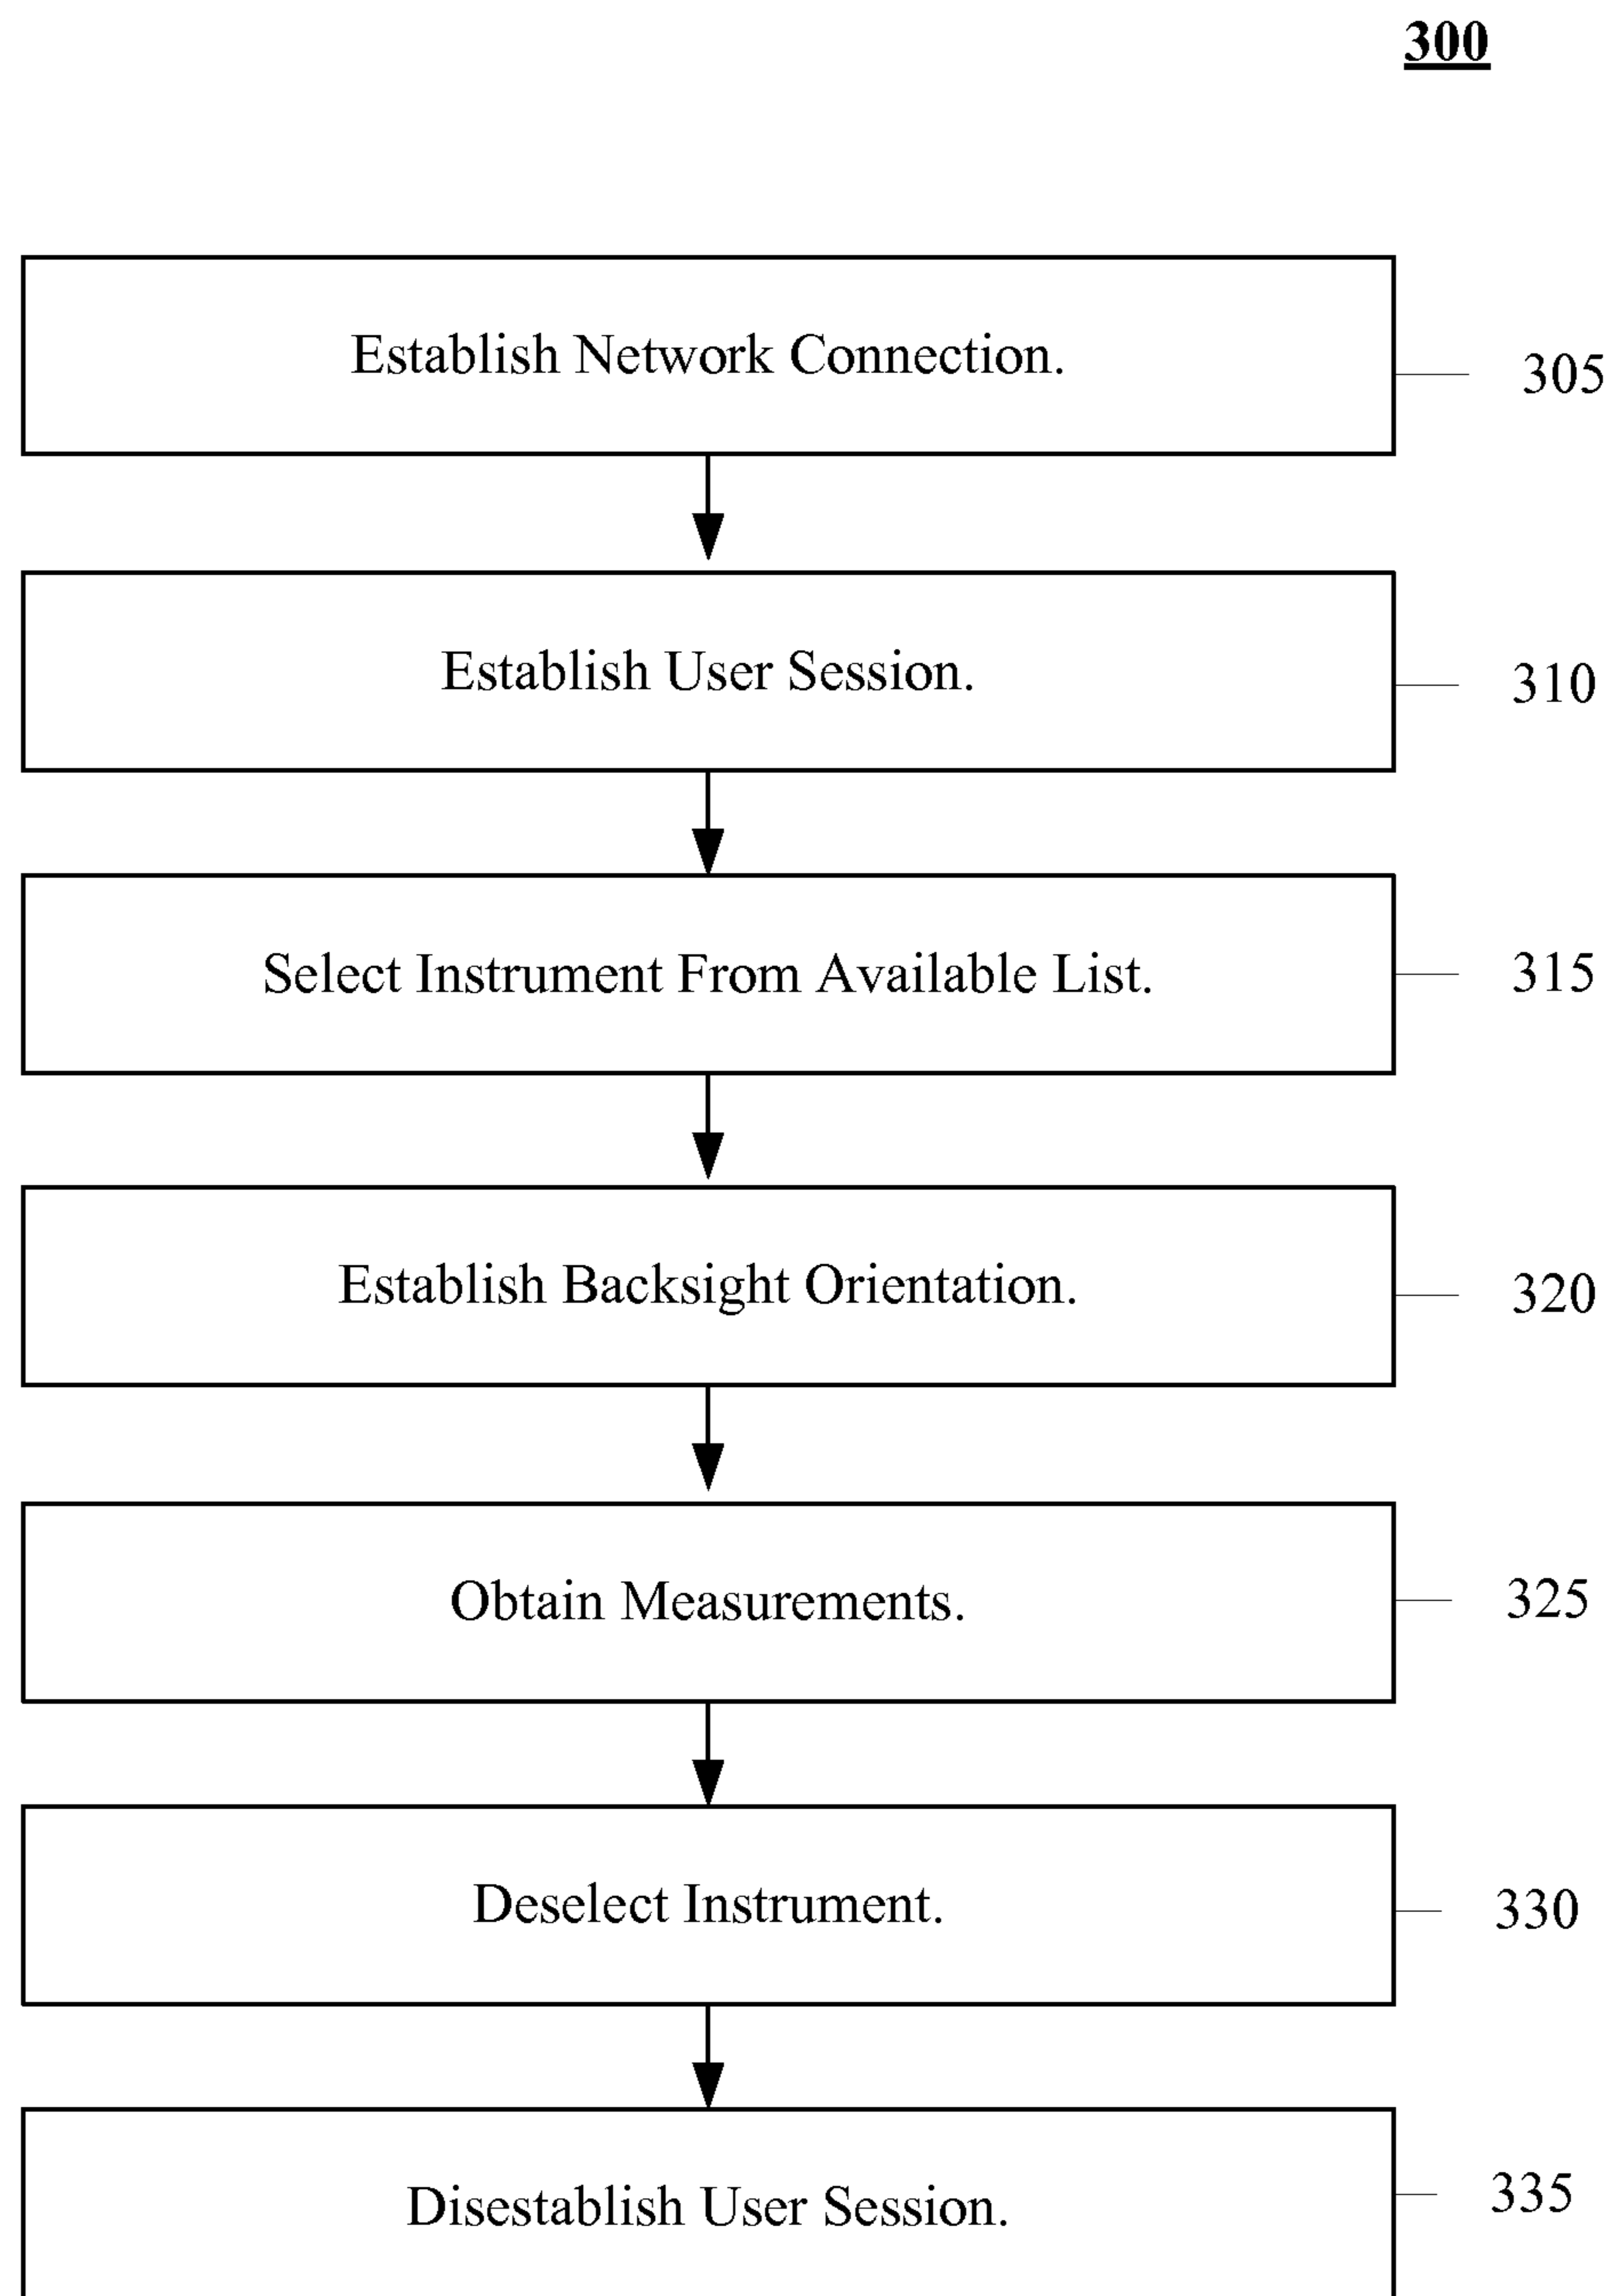 300
Establish Network Connection.
305
Establish User Session.
310
Select Instrument From Available List.
315
Establish Backsight Orientation.
320
Obtain Measurements.
325
Deselect Instrument.
330
Disestablish User Session.
335